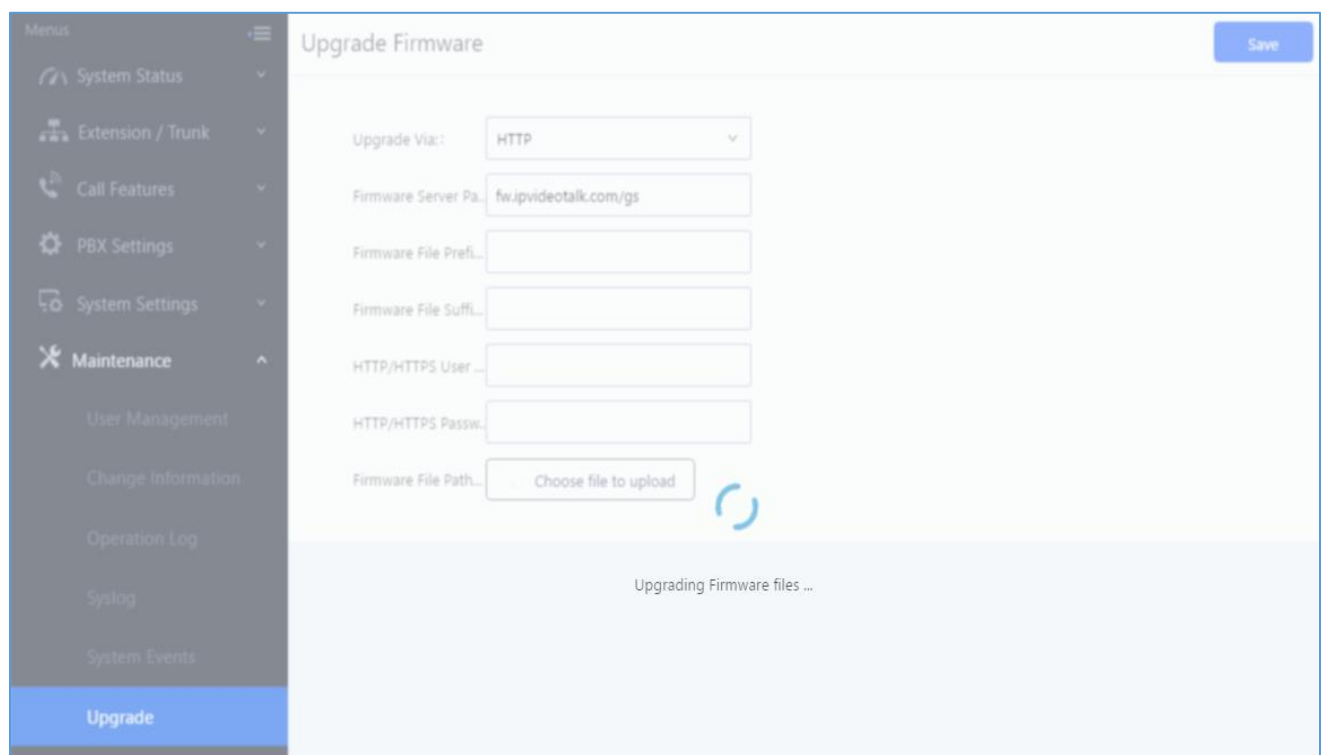 Menus
System Status
Extension / Trunk
Call Features
PBX Settings
System Settings
Maintenance
User Management
Change Information
Operation Log
Syslog
System Events
Upgrade
Upgrade Firmware
Save
Upgrade Via:: HTTP
Firmware Server Pa... fw.ipvideotalk.com/gs
Firmware File Prefi...
Firmware File Suffi...
HTTP/HTTPS User ...
HTTP/HTTPS Passw...
Firmware File Path... Choose file to upload
Upgrading Firmware files ...